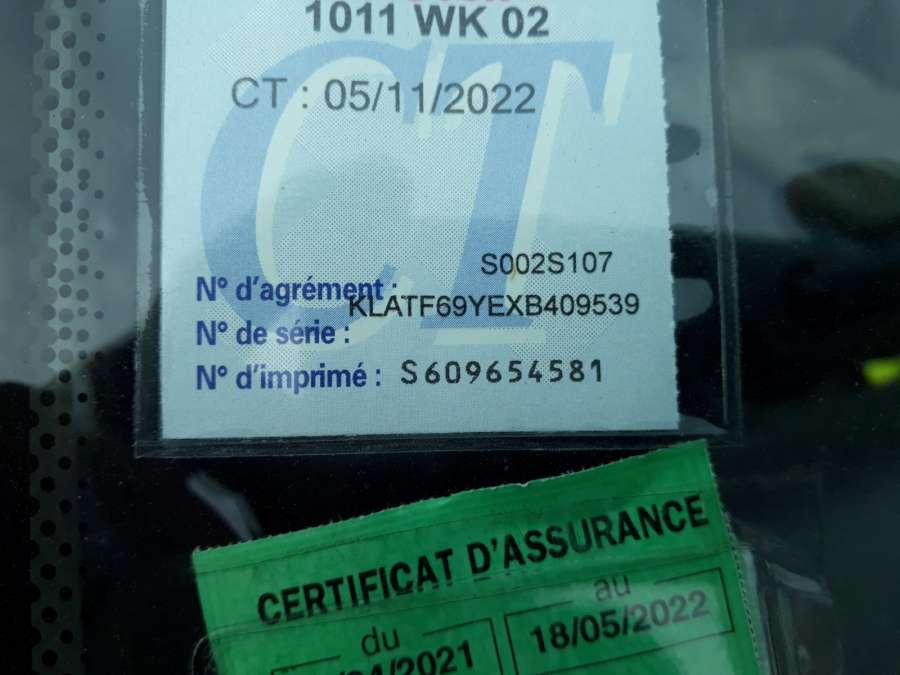 1011 WK 02
CT : 05/11/2022
CT
S002S107
N° d'agrément :
KLATF69YEXB409539
N° de série :
N° d'imprimé : S609654581
CERTIFICAT D'ASSURANCE
du au
/2021 18/05/2022